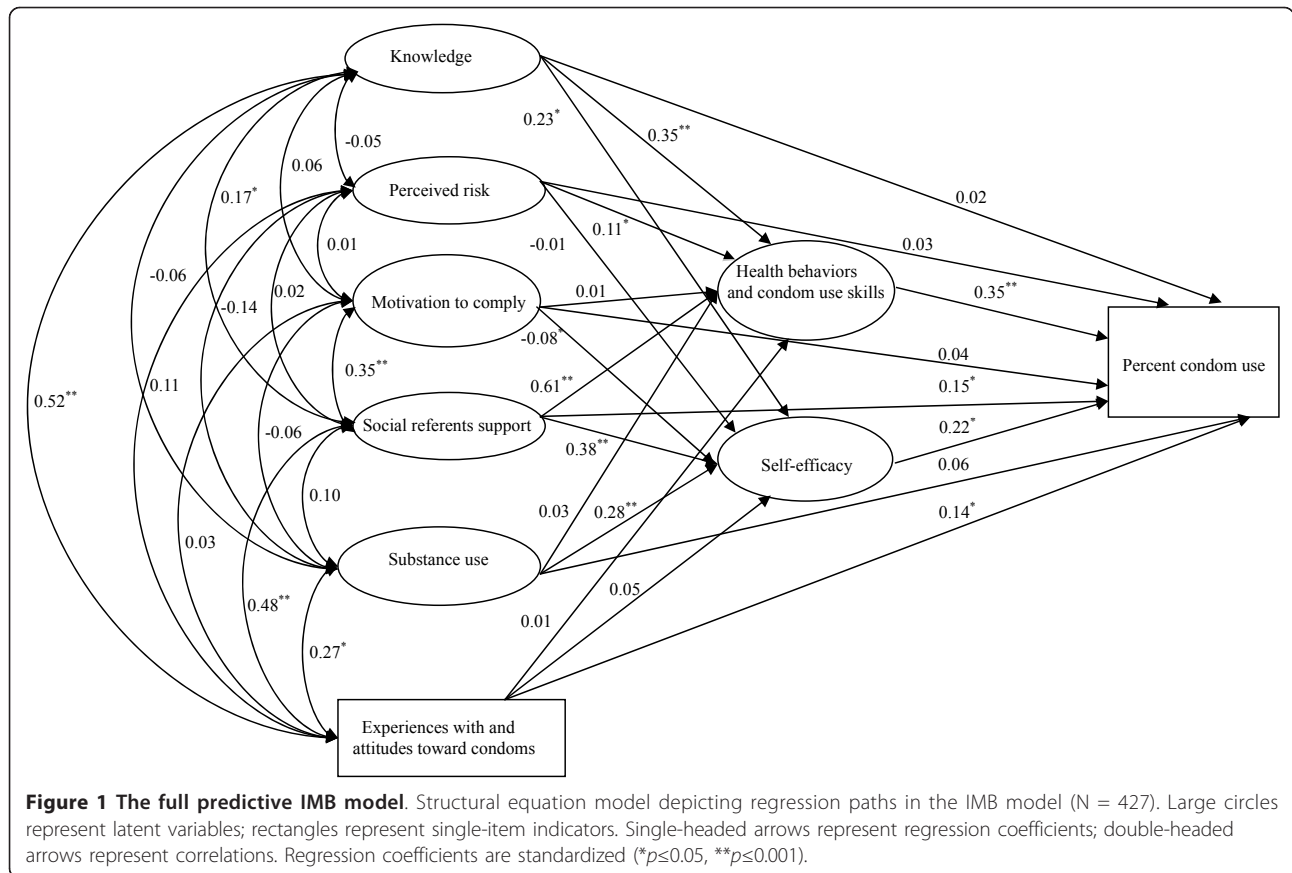 Knowledge
0.23*
0.35**
-0.05
0.06
0.02
0.17*
Perceived risk
0.11*
0.03
0.01
-0.01
Health behaviors
and condom use skills
-0.06
0.02
-0.14
Motivation to comply
0.01
0.35**
-0.08*
0.04
Percent condom use
0.35**
0.11
0.61**
0.15*
0.52**
Social referents support
0.22*
-0.06
0.38**
Self-efficacy
0.06
0.10
0.03
0.28**
0.14*
0.03
Substance use
0.48**
0.05
0.01
0.27*
Experiences with and
attitudes toward condoms
Figure 1 The full predictive IMB model. Structural equation model depicting regression paths in the IMB model (N = 427). Large circles
represent latent variables; rectangles represent single-item indicators. Single-headed arrows represent regression coefficients; double-headed
arrows represent correlations. Regression coefficients are standardized (*p≤0.05, **p≤0.001).